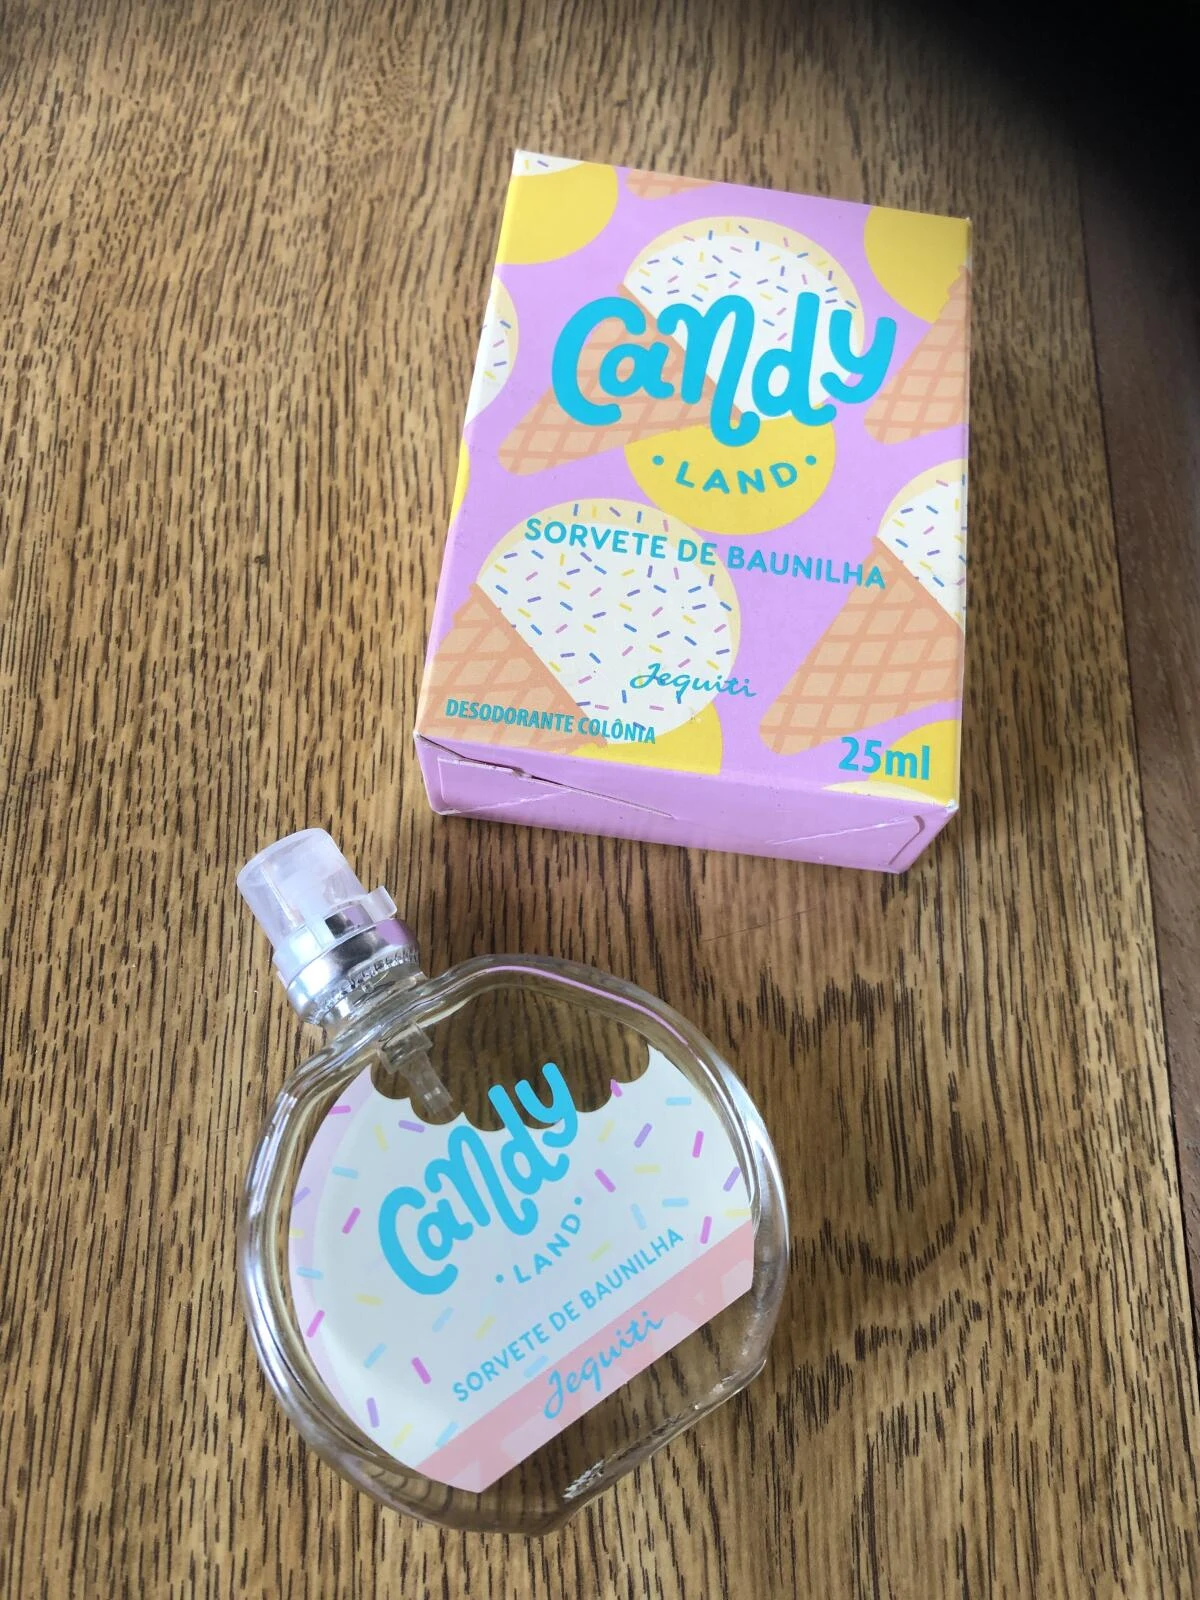 Candy
• LAND •
SORVETE DE BAUNILHA
Jequiti
DESODORANTE COLÔNIA
25ml
Candy
• LAND •
SORVETE DE BAUNILHA
Jequiti